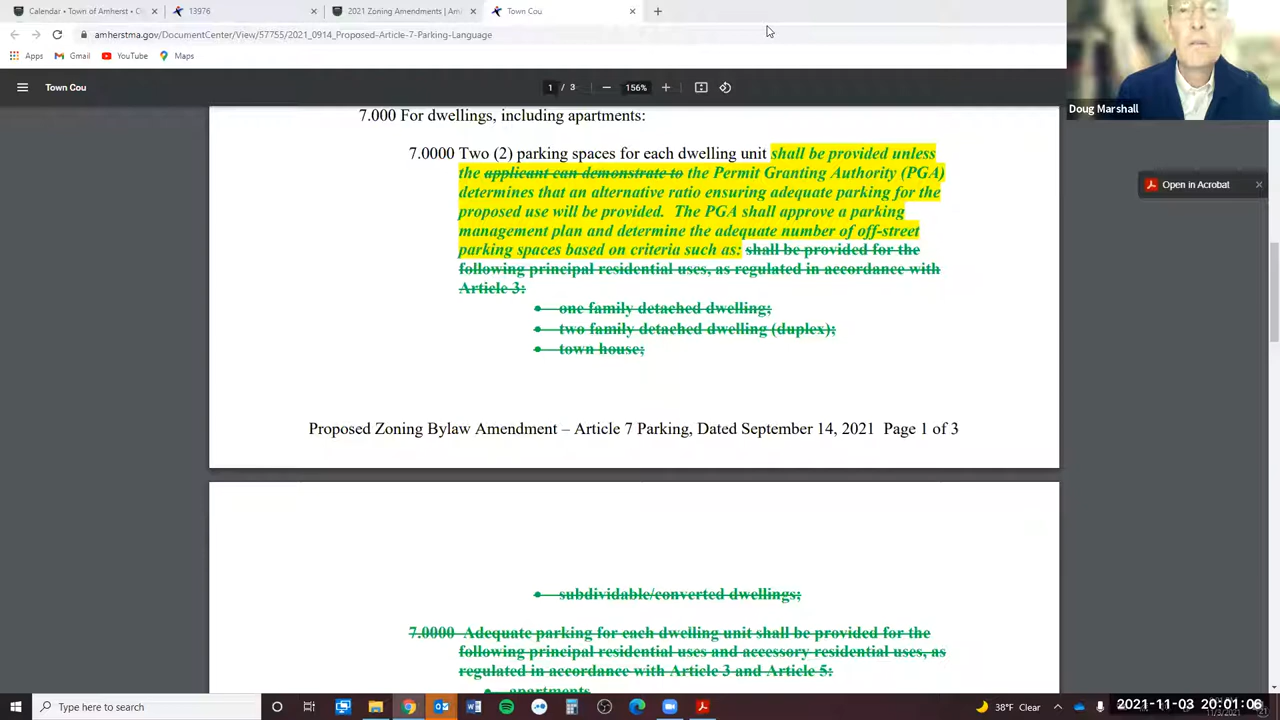 Calendar • Town of Amherst • C
13976
2021 Zoning Amendments | Am
Town Cou
amherstma.gov/DocumentCenter/View/57755/2021_0914_Proposed-Article-7-Parking-Language
Apps
Gmail
YouTube
Maps
Town Cou
1 / 3
156%
Doug Marshall
Open in Acrobat
7.000 For dwellings, including apartments:
7.0000 Two (2) parking spaces for each dwelling unit shall be provided unless
the applicant can demonstrate to the Permit Granting Authority (PGA)
determines that an alternative ratio ensuring adequate parking for the
proposed use will be provided. The PGA shall approve a parking
management plan and determine the adequate number of off-street
parking spaces based on criteria such as: shall be provided for the
following principal residential uses, as regulated in accordance with
Article 3:
• one family detached dwelling;
• two family detached dwelling (duplex);
• town house;
Proposed Zoning Bylaw Amendment – Article 7 Parking, Dated September 14, 2021 Page 1 of 3
• subdividable/converted dwellings;
7.0000 Adequate parking for each dwelling unit shall be provided for the
following principal residential uses and accessory residential uses, as
regulated in accordance with Article 3 and Article 5:
• apartments
Type here to search
38°F Clear
2021-11-03 20:01:06